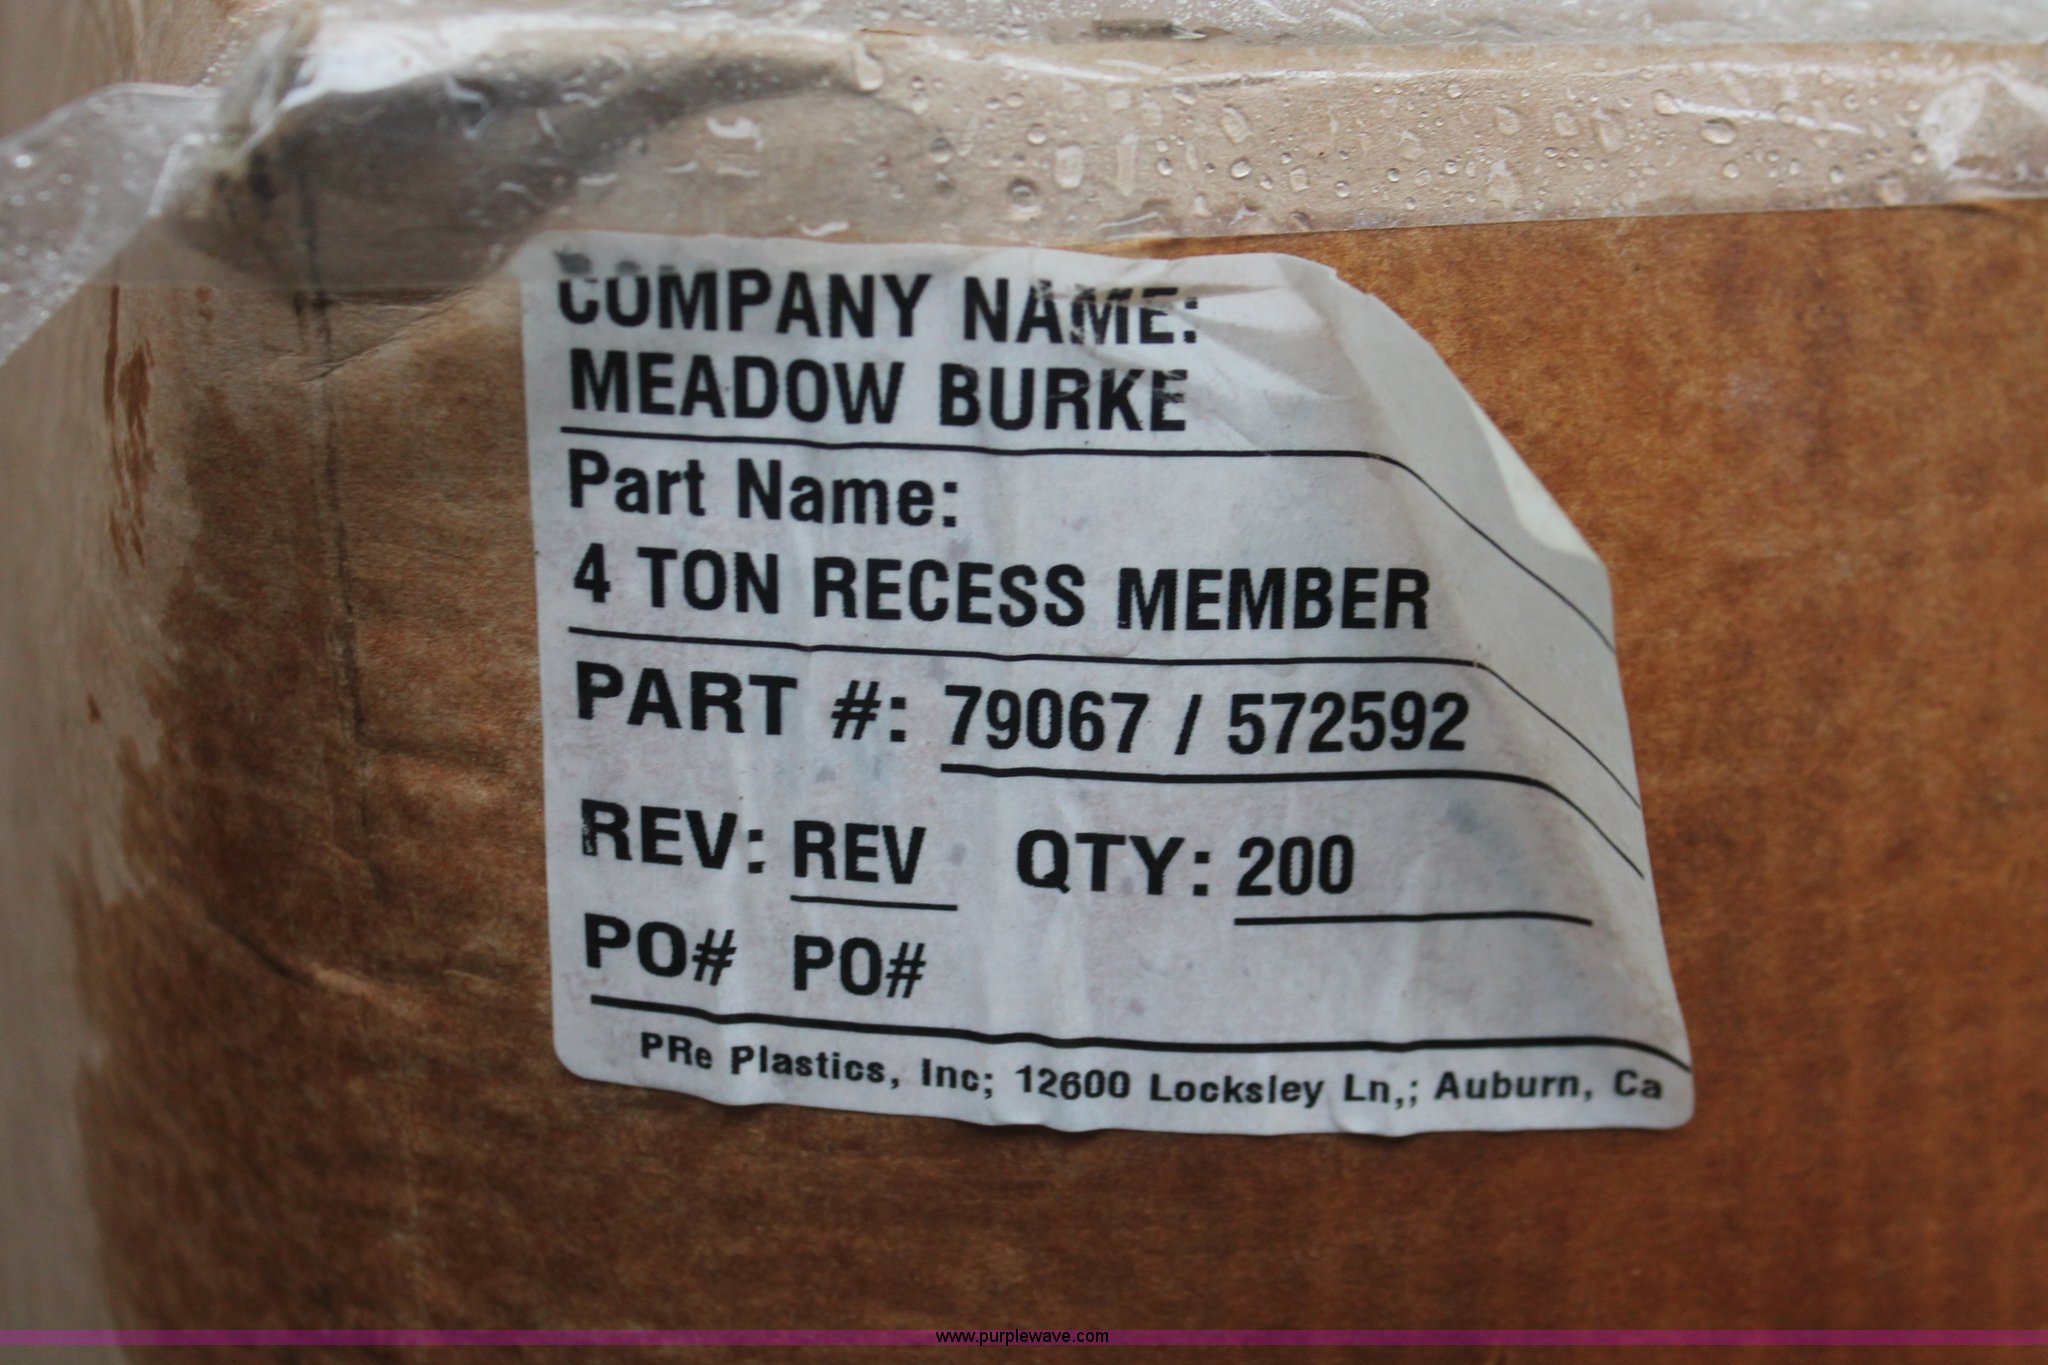 COMPANY NAME:
MEADOW BURKE
Part Name:
4 TON RECESS MEMBER
PART #: 79067 / 572592
REV: REV QTY: 200
PO# PO#
PRe Plastics, Inc; 12600 Locksley Ln,; Auburn, Ca
www.purplewave.com